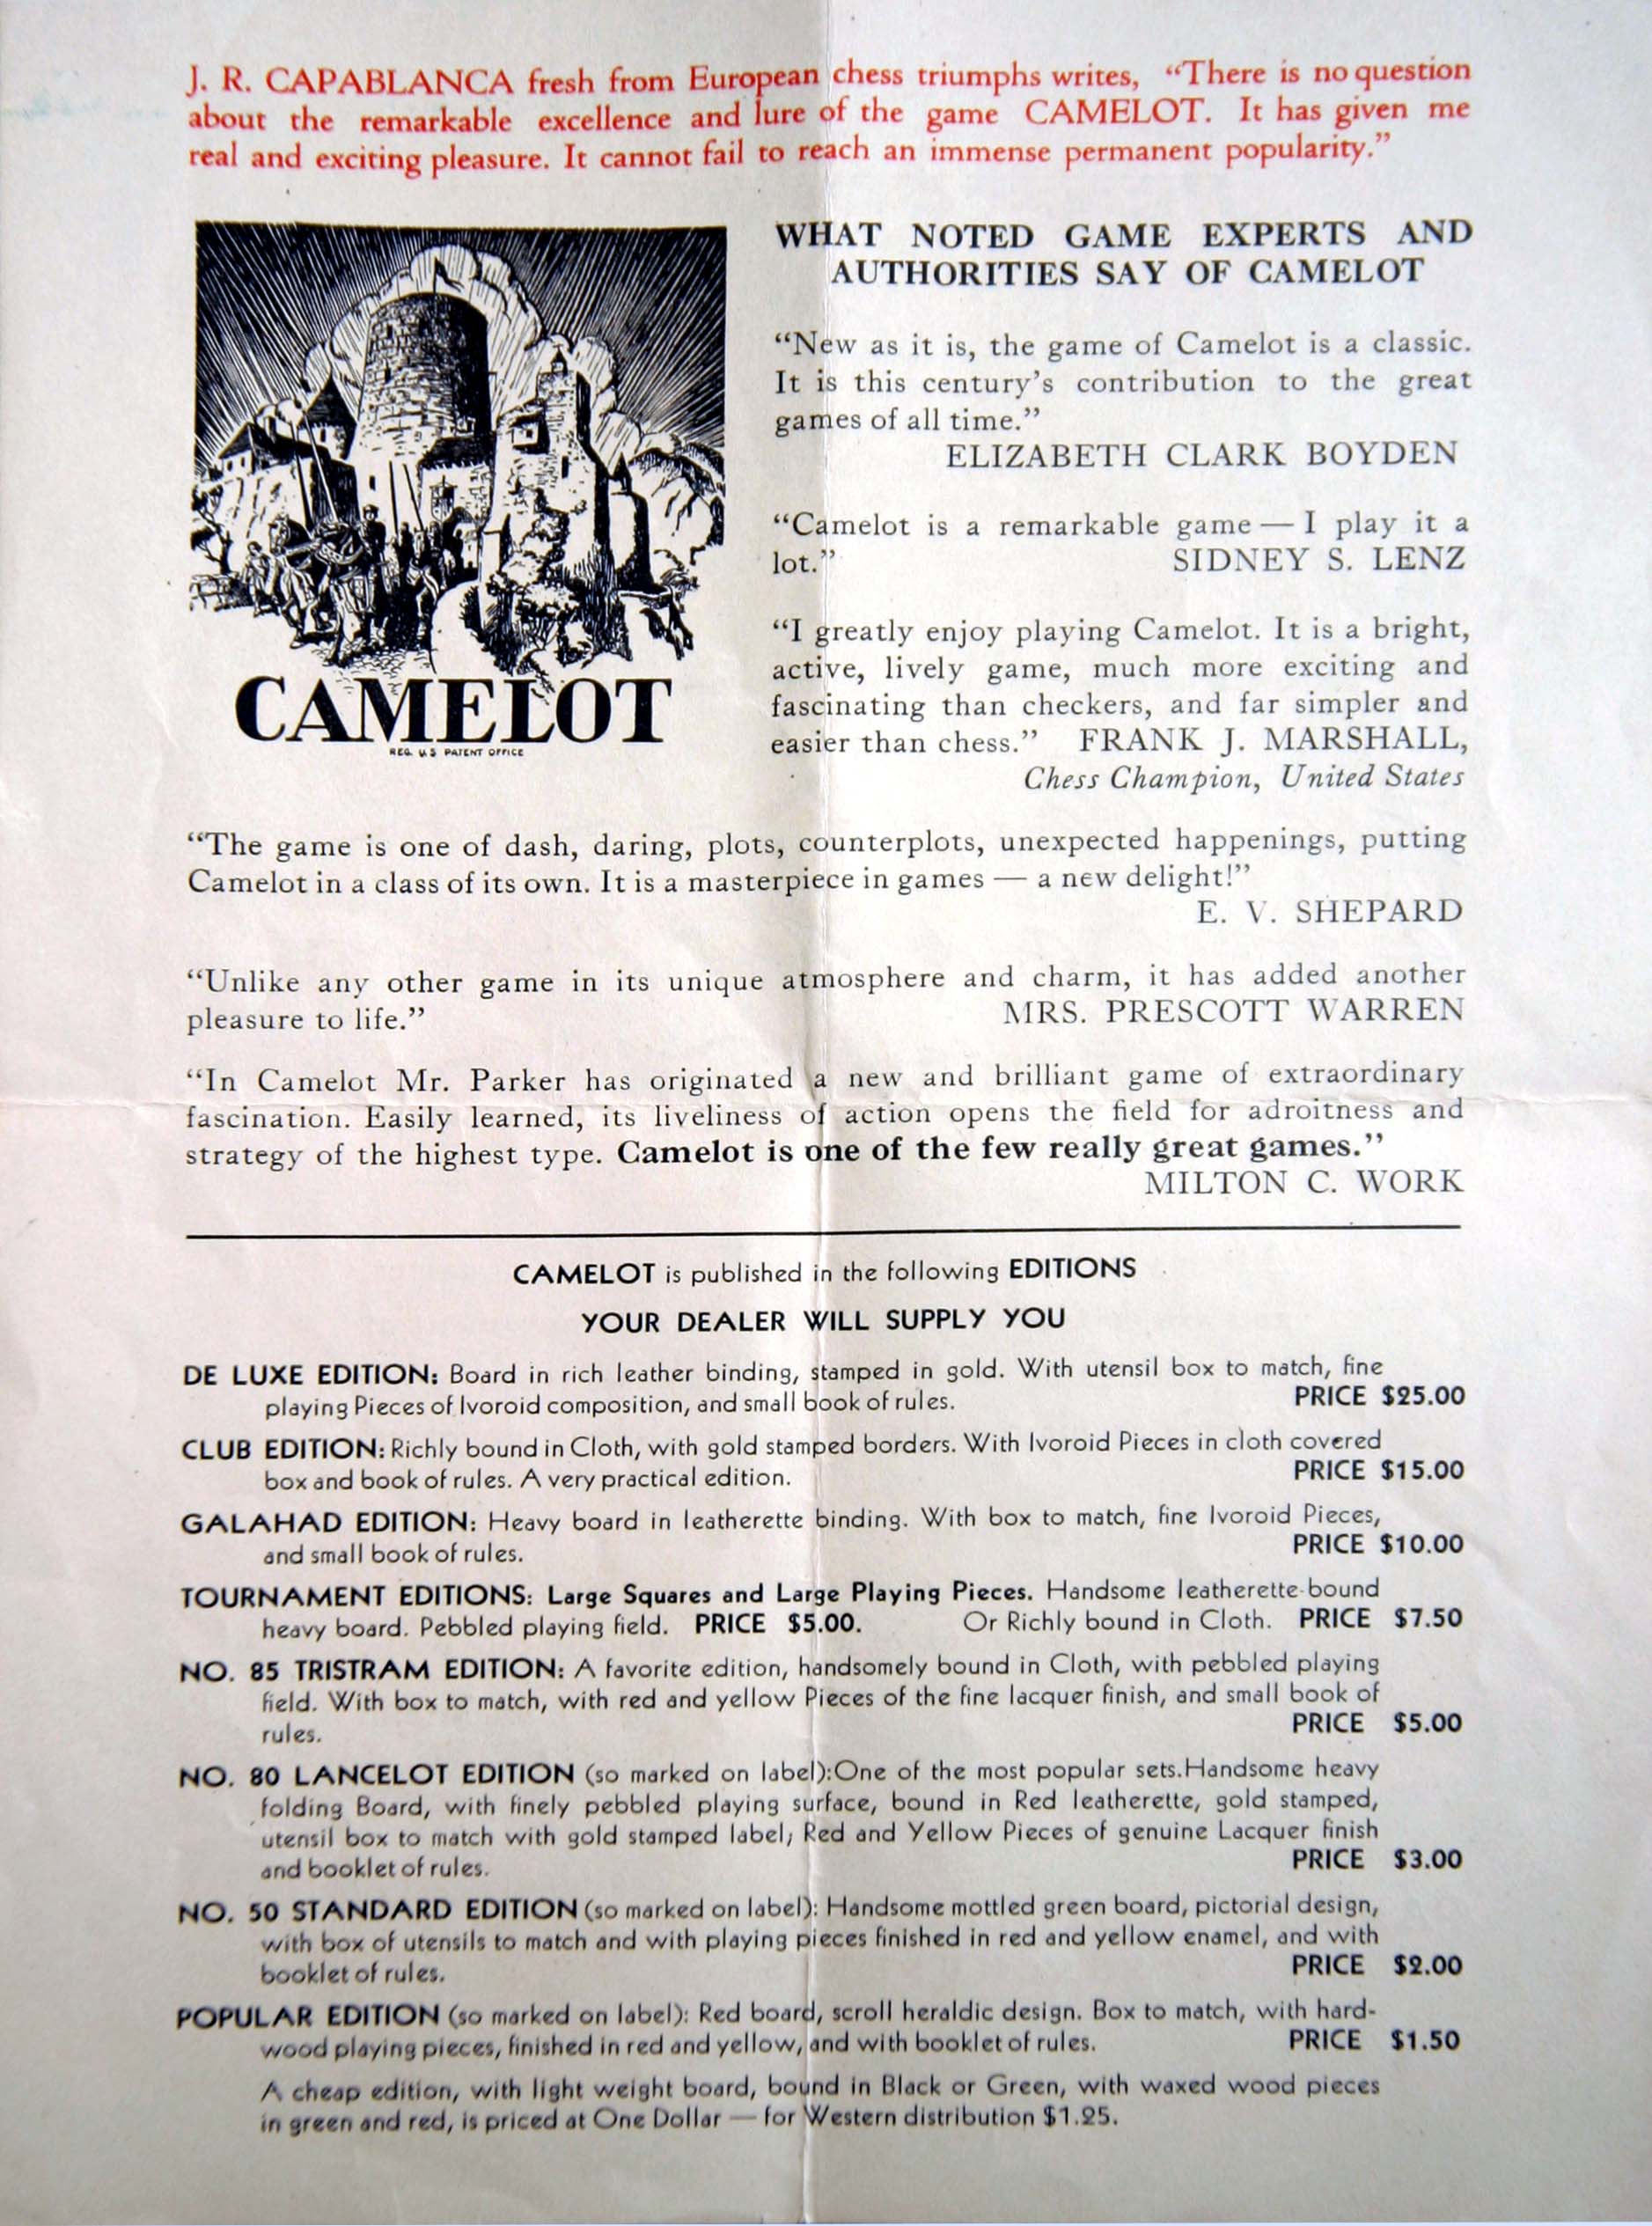 J. R. CAPABLANCA fresh from European chess triumphs writes, “There is no question
about the remarkable excellence and lure of the game CAMELOT. It has given me
real and exciting pleasure. It cannot fail to reach an immense permanent popularity.”
CAMELOT
REG. U.S PATENT OFFICE
WHAT NOTED GAME EXPERTS AND
AUTHORITIES SAY OF CAMELOT
“New as it is, the game of Camelot is a classic.
It is this century’s contribution to the great
games of all time.”
ELIZABETH CLARK BOYDEN
“Camelot is a remarkable game — I play it a
lot.” SIDNEY S. LENZ
“I greatly enjoy playing Camelot. It is a bright,
active, lively game, much more exciting and
fascinating than checkers, and far simpler and
easier than chess.” FRANK J. MARSHALL,
Chess Champion, United States
“The game is one of dash, daring, plots, counterplots, unexpected happenings, putting
Camelot in a class of its own. It is a masterpiece in games — a new delight!”
E. V. SHEPARD
“Unlike any other game in its unique atmosphere and charm, it has added another
pleasure to life.” MRS. PRESCOTT WARREN
“In Camelot Mr. Parker has originated a new and brilliant game of extraordinary
fascination. Easily learned, its liveliness of action opens the field for adroitness and
strategy of the highest type. Camelot is one of the few really great games.”
MILTON C. WORK
CAMELOT is published in the following EDITIONS
YOUR DEALER WILL SUPPLY YOU
DE LUXE EDITION: Board in rich leather binding, stamped in gold. With utensil box to match, fine
playing Pieces of Ivoroid composition, and small book of rules. PRICE $25.00
CLUB EDITION: Richly bound in Cloth, with gold stamped borders. With Ivoroid Pieces in cloth covered
box and book of rules. A very practical edition. PRICE $15.00
GALAHAD EDITION: Heavy board in leatherette binding. With box to match, fine Ivoroid Pieces,
and small book of rules. PRICE $10.00
TOURNAMENT EDITIONS: Large Squares and Large Playing Pieces. Handsome leatherette-bound
heavy board. Pebbled playing field. PRICE $5.00. Or Richly bound in Cloth. PRICE $7.50
NO. 85 TRISTRAM EDITION: A favorite edition, handsomely bound in Cloth, with pebbled playing
field. With box to match, with red and yellow Pieces of the fine lacquer finish, and small book of
rules. PRICE $5.00
NO. 80 LANCELOT EDITION (so marked on label):One of the most popular sets.Handsome heavy
folding Board, with finely pebbled playing surface, bound in Red leatherette, gold stamped,
utensil box to match with gold stamped label; Red and Yellow Pieces of genuine Lacquer finish
and booklet of rules. PRICE $3.00
NO. 50 STANDARD EDITION (so marked on label): Handsome mottled green board, pictorial design,
with box of utensils to match and with playing pieces finished in red and yellow enamel, and with
booklet of rules. PRICE $2.00
POPULAR EDITION (so marked on label): Red board, scroll heraldic design. Box to match, with hard-
wood playing pieces, finished in red and yellow, and with booklet of rules. PRICE $1.50
A cheap edition, with light weight board, bound in Black or Green, with waxed wood pieces
in green and red, is priced at One Dollar — for Western distribution $1.25.